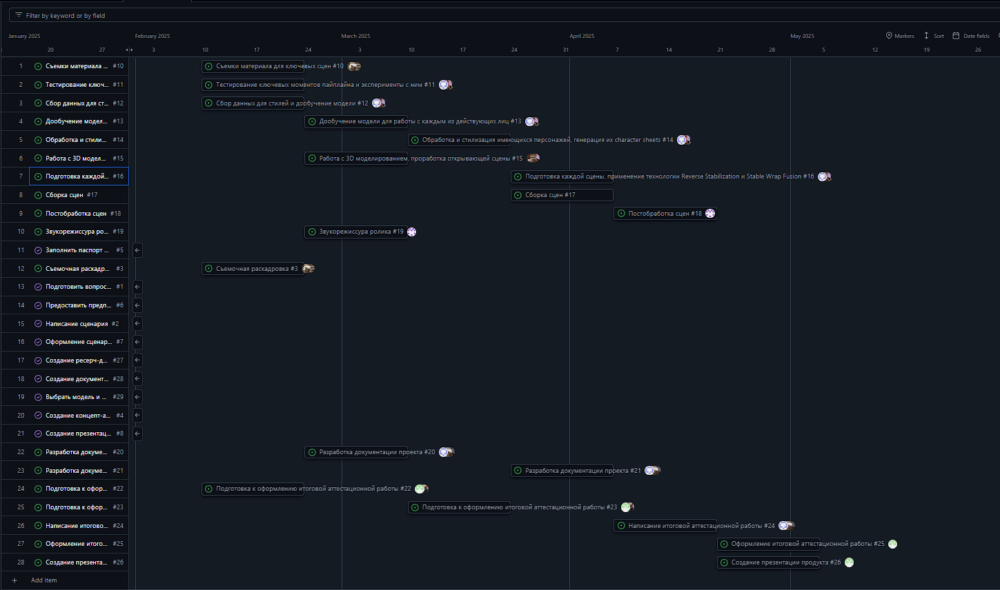 Filter by keyword or by field
January 2025 February 2025 March 2025 April 2025 May 2025 Markers Sort Date fields
20 27 3 10 17 24 3 10 17 24 31 7 14 21 28 5 12 19 26
1 Съемки материала ... #10 Съемки материала для ключевых сцен #10
2 Тестирование ключ... #11 Тестирование ключевых моментов пайплайна и эксперименты с ним #11
3 Сбор данных для ст... #12 Сбор данных для стилей и дообучение модели #12
4 Дообучение модел... #13 Дообучение модели для работы с каждым из действующих лиц #13
5 Обработка и стили... #14 Обработка и стилизация имеющихся персонажей, генерация их character sheets #14
6 Работа с 3D модел... #15 Работа с 3D моделированием, проработка открывающей сцены #15
7 Подготовка каждой... #16 Подготовка каждой сцены, применение технологии Reverse Stabilization и Stable Wrap Fusion #16
8 Сборка сцен #17 Сборка сцен #17
9 Постобработка сцен #18 Постобработка сцен #18
10 Звукорежиссура ро... #19 Звукорежиссура ролика #19
11 Заполнить паспорт ... #5
12 Съемочная раскадр... #3 Съемочная раскадровка #3
13 Подготовить вопрос... #1
14 Предоставить предп... #6
15 Написание сценария #2
16 Оформление сценар... #7
17 Создание ресерч-д... #27
18 Создание документ... #28
19 Выбрать модель и ... #29
20 Создание концепт-а... #4
21 Создание презентац... #8
22 Разработка докуме... #20 Разработка документации проекта #20
23 Разработка докуме... #21 Разработка документации проекта #21
24 Подготовка к офор... #22 Подготовка к оформлению итоговой аттестационной работы #22
25 Подготовка к офор... #23 Подготовка к оформлению итоговой аттестационной работы #23
26 Написание итогово... #24 Написание итоговой аттестационной работы #24
27 Оформление итого... #25 Оформление итоговой аттестационной работы #25
28 Создание презента... #26 Создание презентации продукта #26
Add item